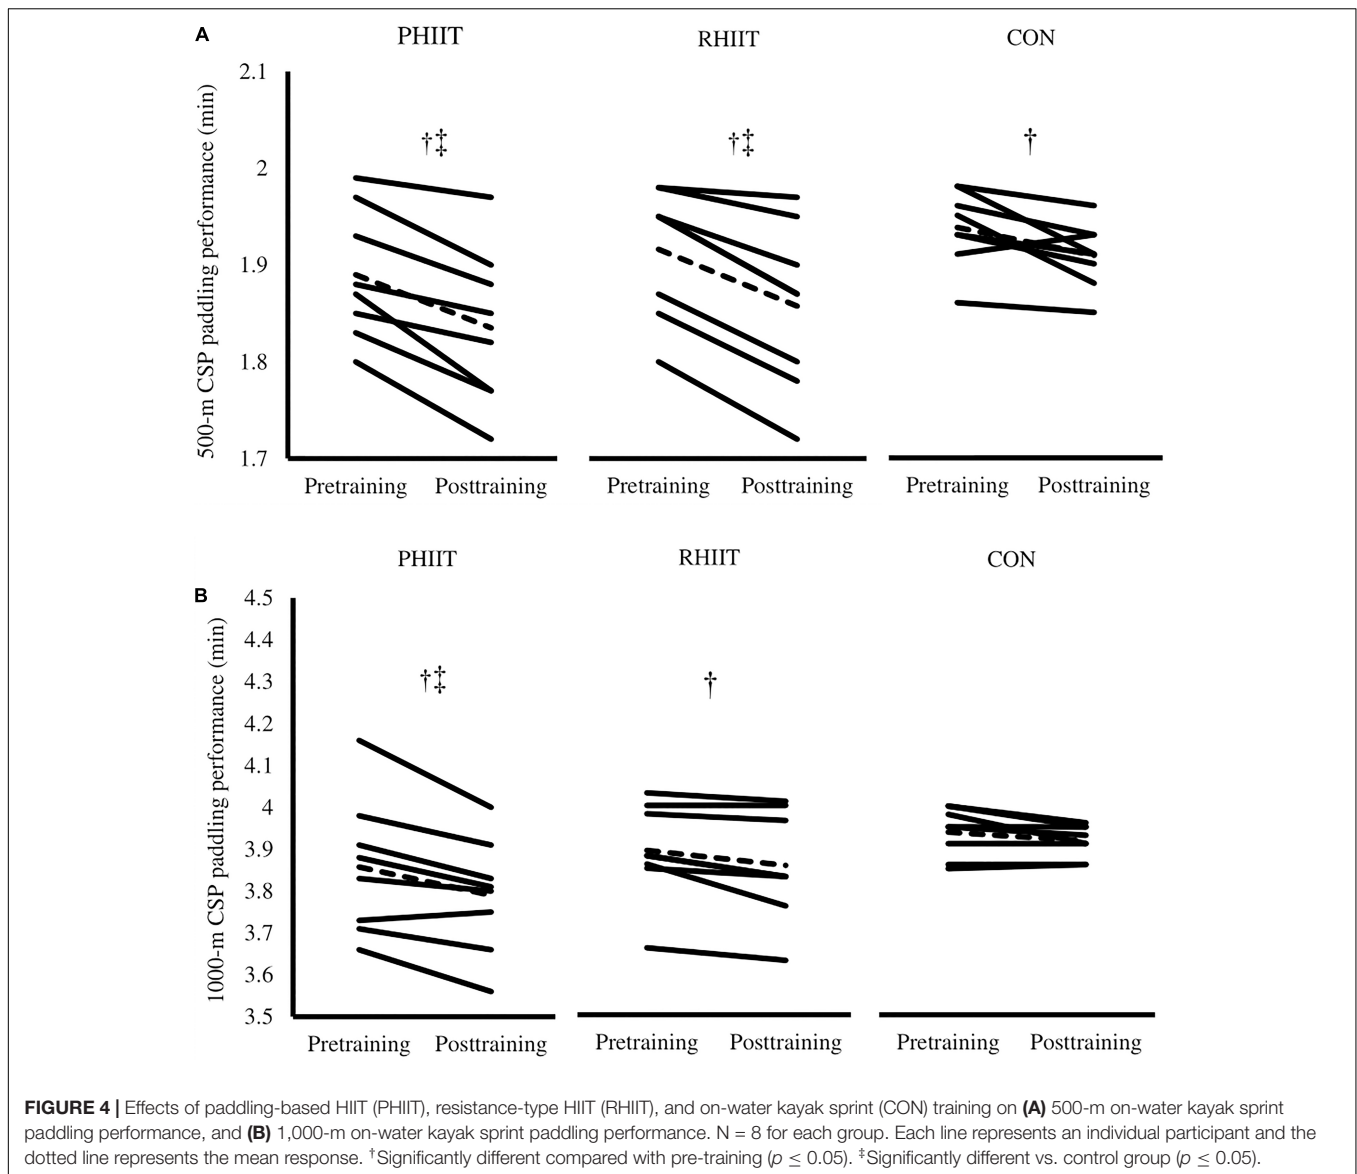 A
PHIIT RHIIT CON
500-m CSP paddling performance (min)
2.1
2
1.9
1.8
1.7
†‡ †‡ †
Pretraining Posttraining Pretraining Posttraining Pretraining Posttraining
PHIIT RHIIT CON
B
1000-m CSP paddling performance (min)
4.5
4.4
4.3
4.2
4.1
4
3.9
3.8
3.7
3.6
3.5
†‡ †
Pretraining Posttraining Pretraining Posttraining Pretraining Posttraining
FIGURE 4 | Effects of paddling-based HIIT (PHIIT), resistance-type HIIT (RHIIT), and on-water kayak sprint (CON) training on (A) 500-m on-water kayak sprint
paddling performance, and (B) 1,000-m on-water kayak sprint paddling performance. N = 8 for each group. Each line represents an individual participant and the
dotted line represents the mean response. †Significantly different compared with pre-training (p ≤ 0.05). ‡Significantly different vs. control group (p ≤ 0.05).